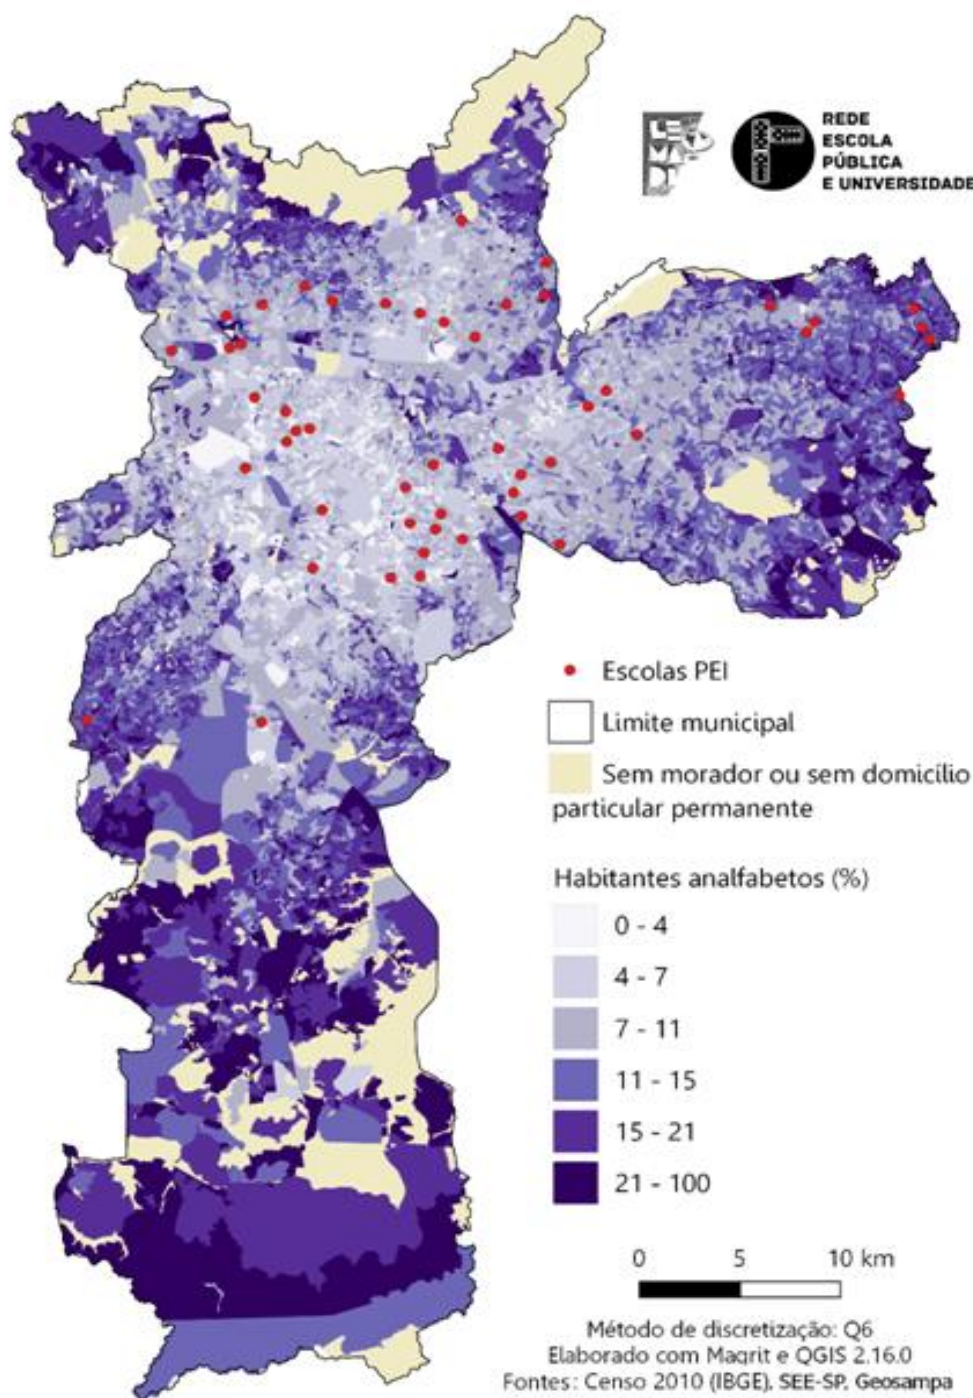 REDE
ESCOLA
PÚBLICA
E UNIVERSIDADE
Escolas PEI
Limite municipal
Sem morador ou sem domicílio
particular permanente
Habitantes analfabetos (%)
0 - 4
4 - 7
7 - 11
11 - 15
15 - 21
21 - 100
0 5 10 km
Método de discretização: Q6
Elaborado com Magrit e QGIS 2.16.0
Fontes: Censo 2010 (IBGE), SEE-SP, Geosampa